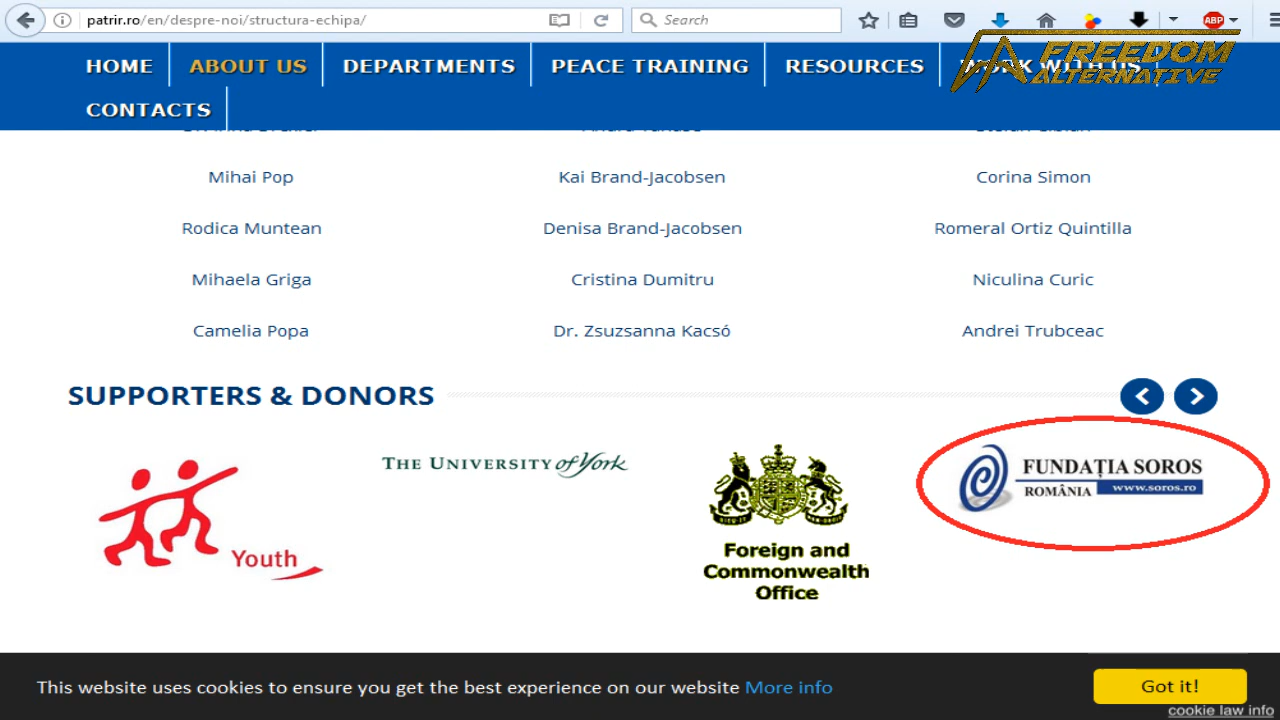 patrir.ro/en/despre-noi/structura-echipa/
Search
ABP
HOME ABOUT US DEPARTMENTS PEACE TRAINING RESOURCES WORK WITH US
FREEDOM
ALTERNATIVE
CONTACTS
Mihai Pop Kai Brand-Jacobsen Corina Simon
Rodica Muntean Denisa Brand-Jacobsen Romeral Ortiz Quintilla
Mihaela Griga Cristina Dumitru Niculina Curic
Camelia Popa Dr. Zsuzsanna Kacsó Andrei Trubceac
SUPPORTERS & DONORS
Youth
THE UNIVERSITY of York
Foreign and
Commonwealth
Office
FUNDAȚIA SOROS
ROMÂNIA www.soros.ro
This website uses cookies to ensure you get the best experience on our website More info
Got it!
cookie law info